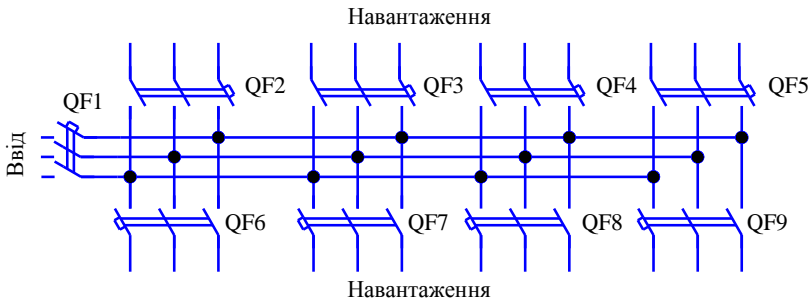 Навантаження
QF2
QF3
QF4
QF5
QF1
Ввід
QF6
QF7
QF8
QF9
Навантаження